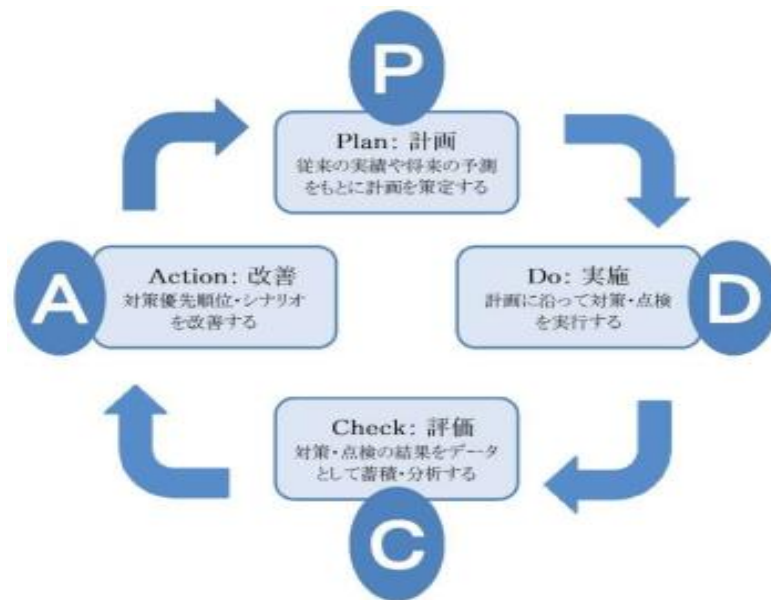 P
Plan: 計画
従来の実績や将来の予測
をもとに計画を策定する
A
Action: 改善
対策優先順位・シナリオ
を改善する
Do: 実施
計画に沿って対策・点検
を実行する
D
Check: 評価
対策・点検の結果をデータ
として蓄積・分析する
C